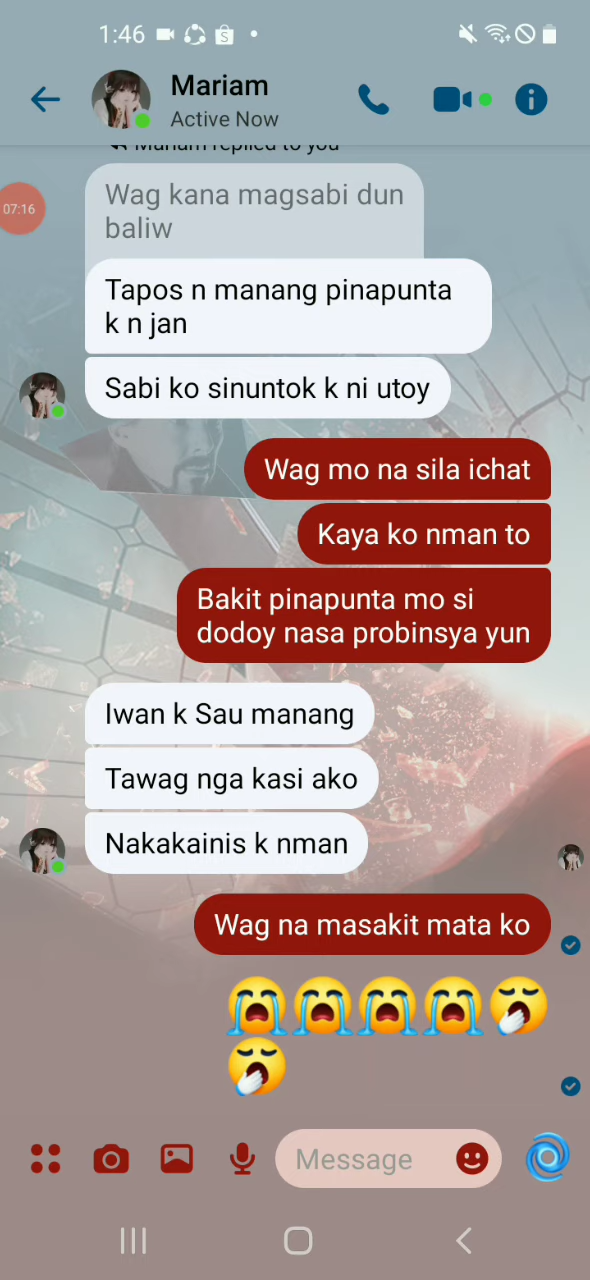 1:46
Mariam
Active Now
Mariam replied to you
07:16
Wag kana magsabi dun
baliw
Tapos n manang pinapunta
k n jan
Sabi ko sinuntok k ni utoy
Wag mo na sila ichat
Kaya ko nman to
Bakit pinapunta mo si
dodoy nasa probinsya yun
Iwan k Sau manang
Tawag nga kasi ako
Nakakainis k nman
Wag na masakit mata ko
😭😭😭😭🥱
🥱
Message